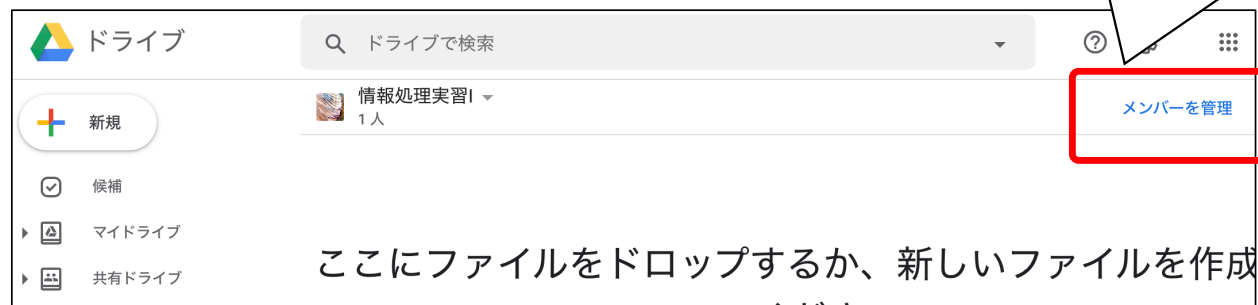 ドライブ
ドライブで検索
新規
情報処理実習I
1人
メンバーを管理
候補
マイドライブ
共有ドライブ
ここにファイルをドロップするか、新しいファイルを作成